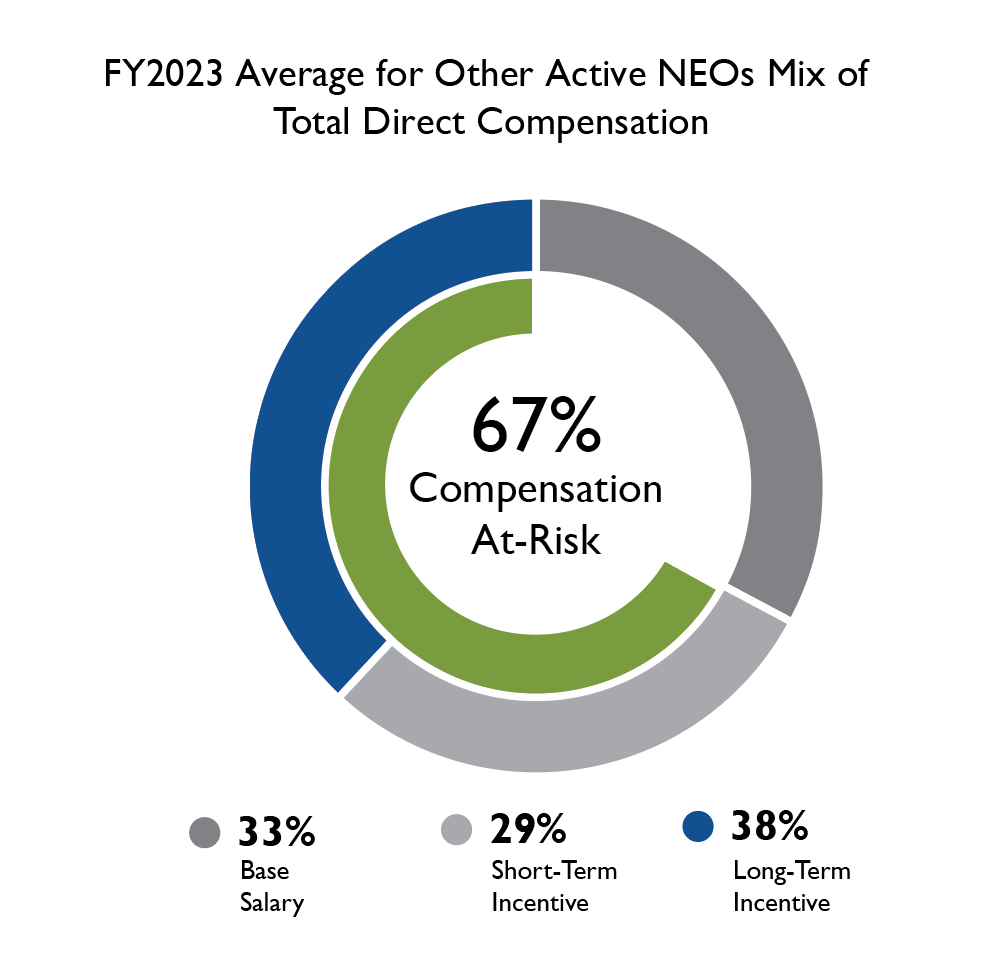 FY2023 Average for Other Active NEOs Mix of
Total Direct Compensation
67%
Compensation
At-Risk
33%
Base
Salary
29%
Short-Term
Incentive
38%
Long-Term
Incentive